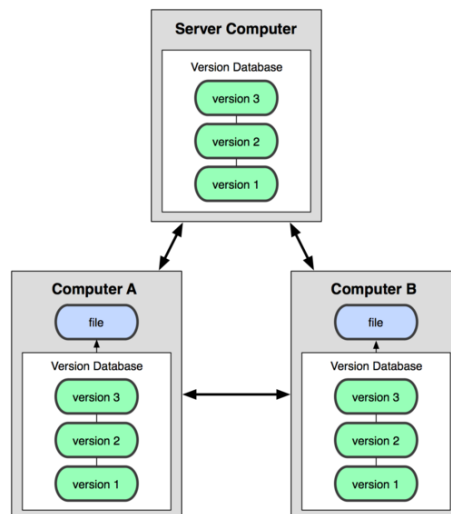 Server Computer
Version Database
version 3
version 2
version 1
Computer A
file
Version Database
version 3
version 2
version 1
Computer B
file
Version Database
version 3
version 2
version 1